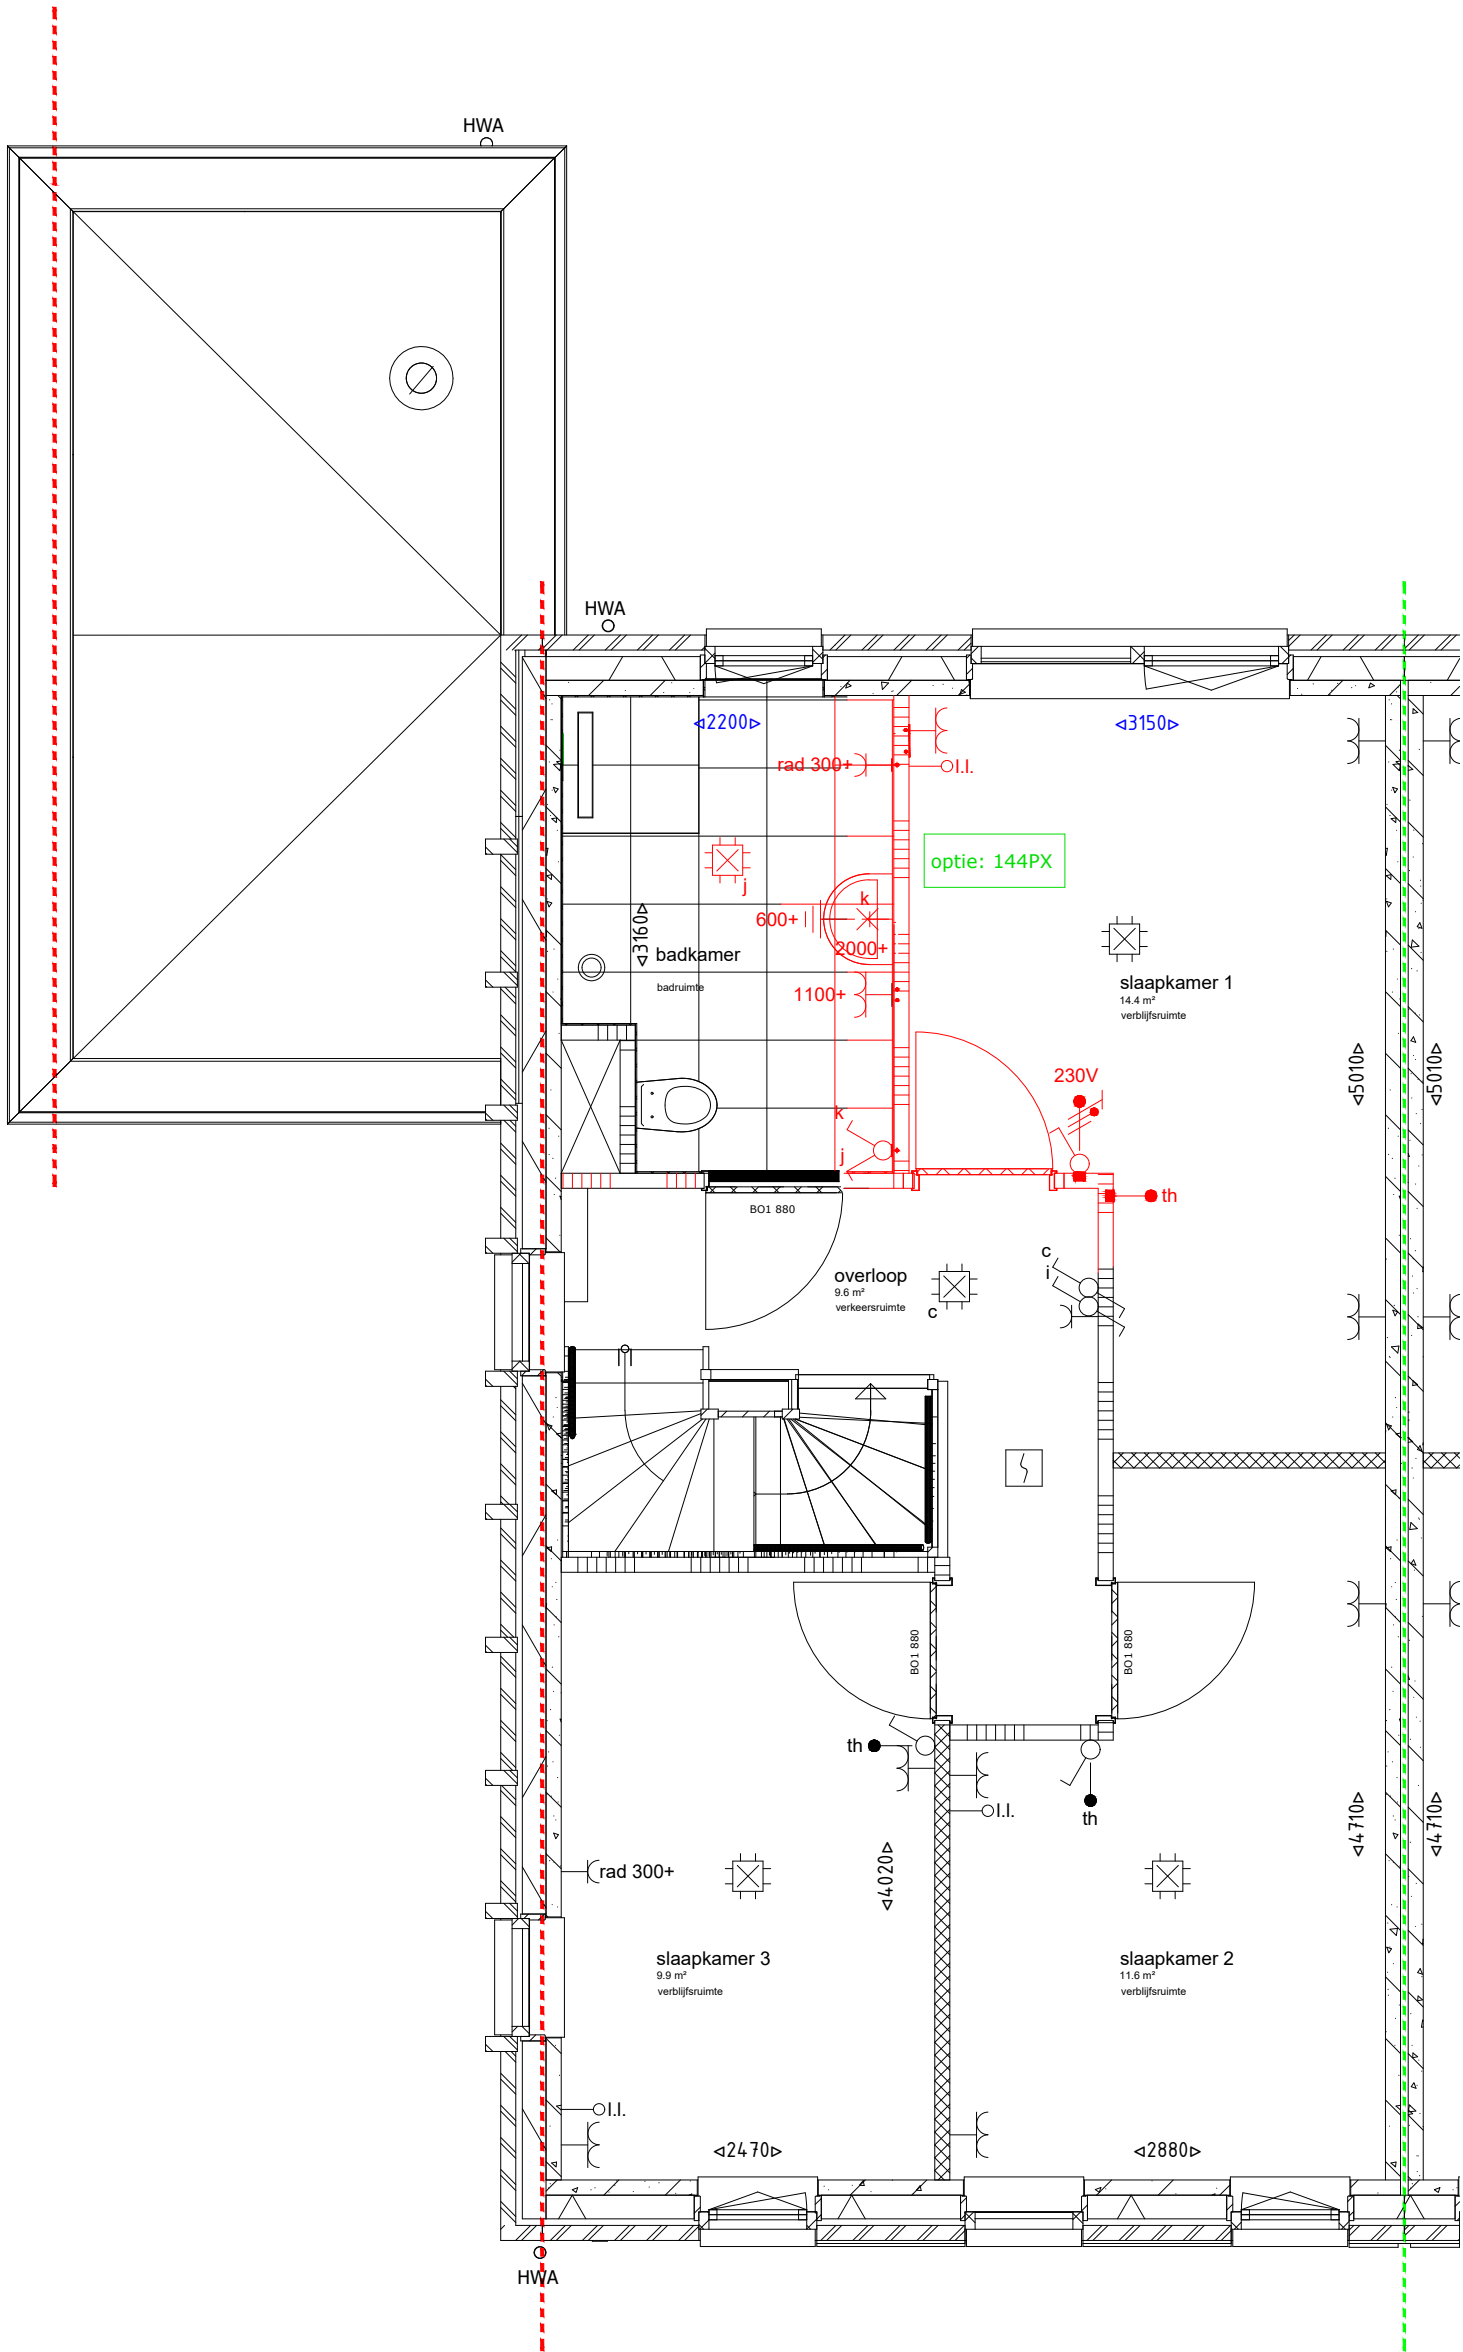 HWA
HWA
◁2200▷
◁3150▷
rad 300+
l.l.
optie: 144PX
j
k
600+
2000+
◁3160▷
badkamer
badruimte
1100+
slaapkamer 1
14.4 m²
verblijfsruimte
◁5010▷
◁5010▷
230V
k
j
th
BO1 880
c
i
overloop
9.6 m²
verkeersruimte
c
BO1 880
BO1 880
th
l.l.
th
◁4710▷
◁4710▷
rad 300+
◁4020▷
slaapkamer 3
9.9 m²
verblijfsruimte
slaapkamer 2
11.6 m²
verblijfsruimte
l.l.
◁2470▷
◁2880▷
HWA